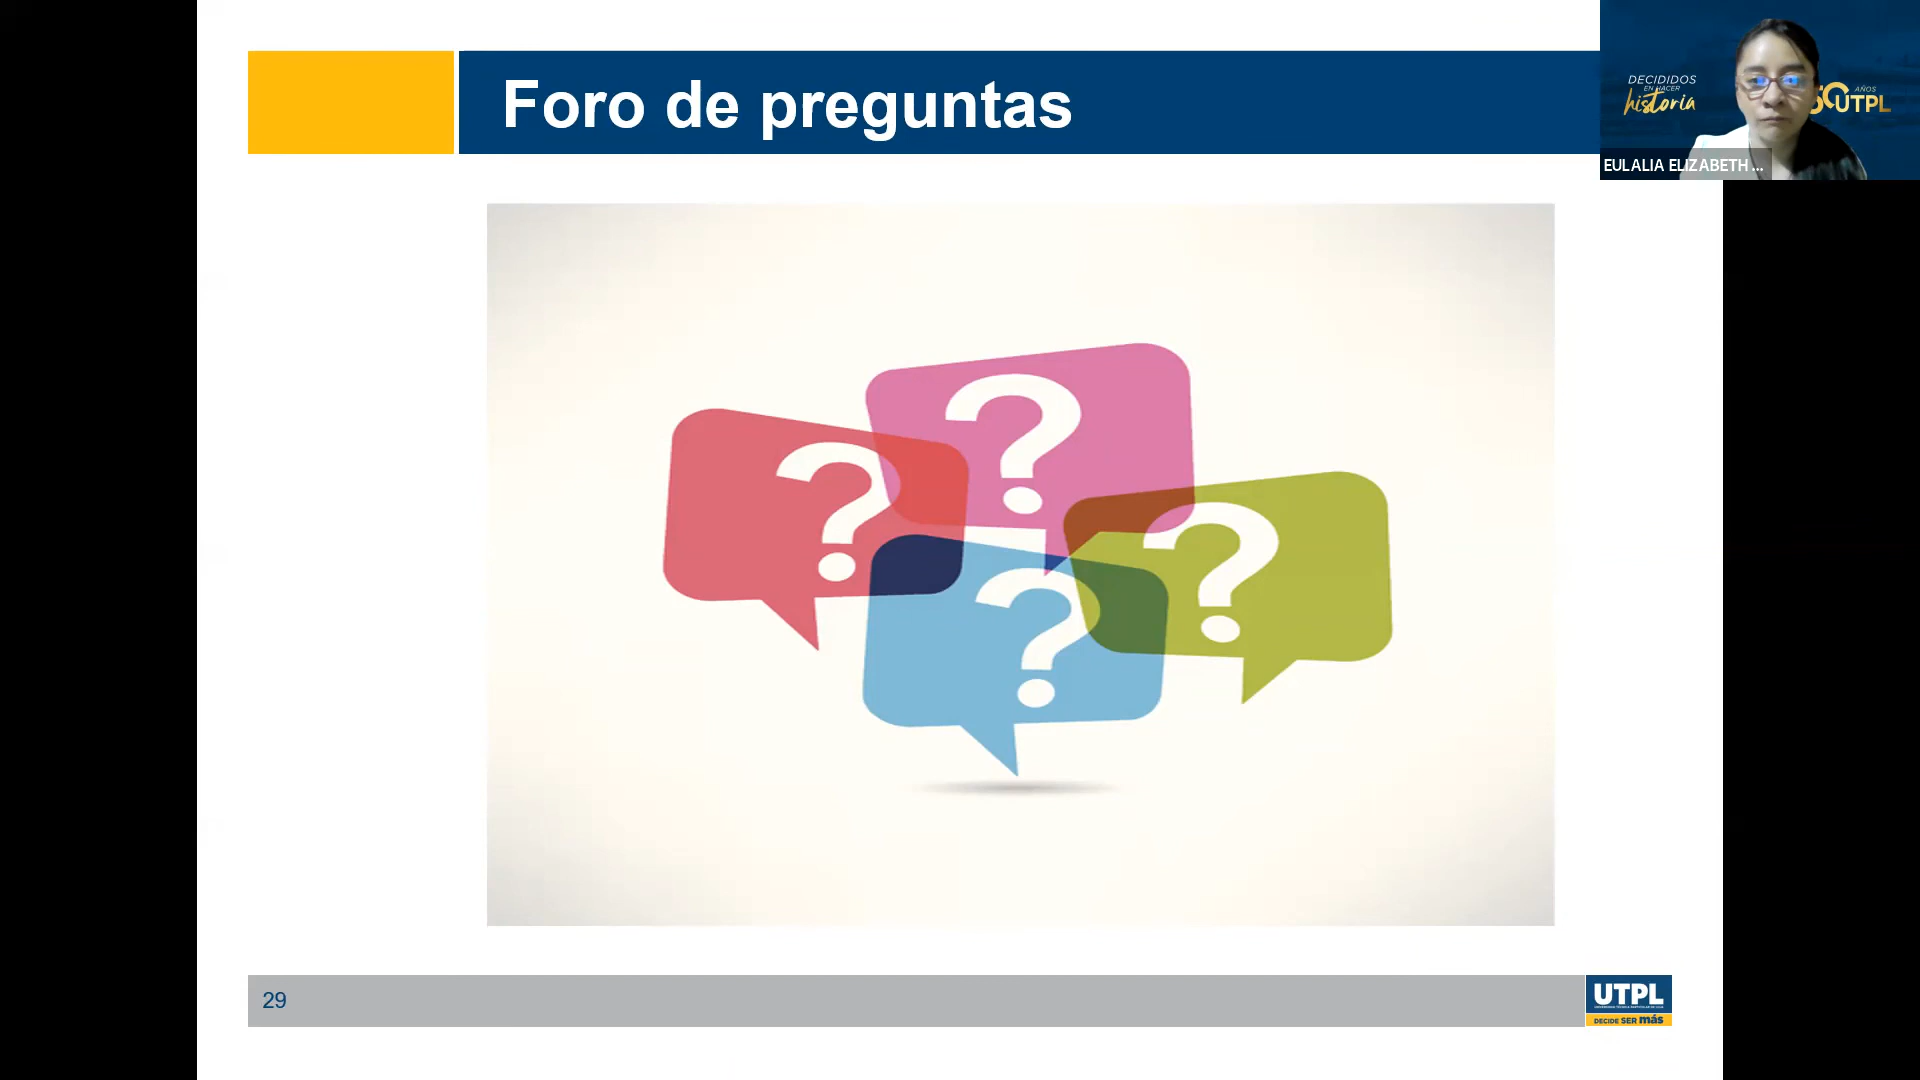 Foro de preguntas
DECIDIDOS
EN HACER
historia
AÑOS
UTPL
EULALIA ELIZABETH ...
?
?
?
?
29
UTPL
DECIDE SER más